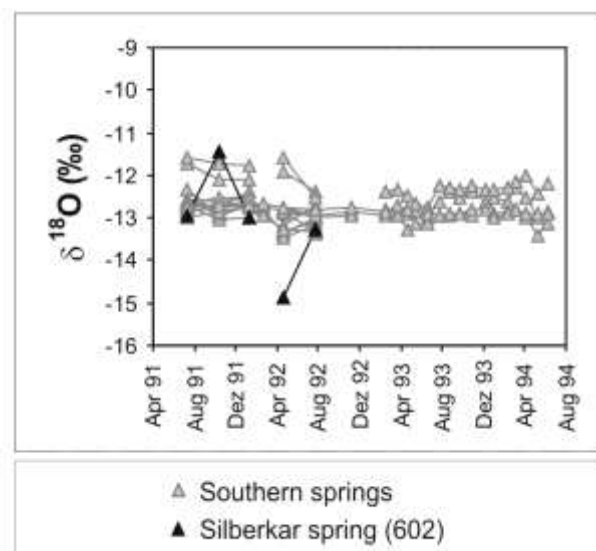 -9
-10
-11
-12
-13
-14
-15
-16
δ¹⁸O (‰)
Apr 91
Aug 91
Dez 91
Apr 92
Aug 92
Dez 92
Apr 93
Aug 93
Dez 93
Apr 94
Aug 94
Southern springs
Silberkar spring (602)